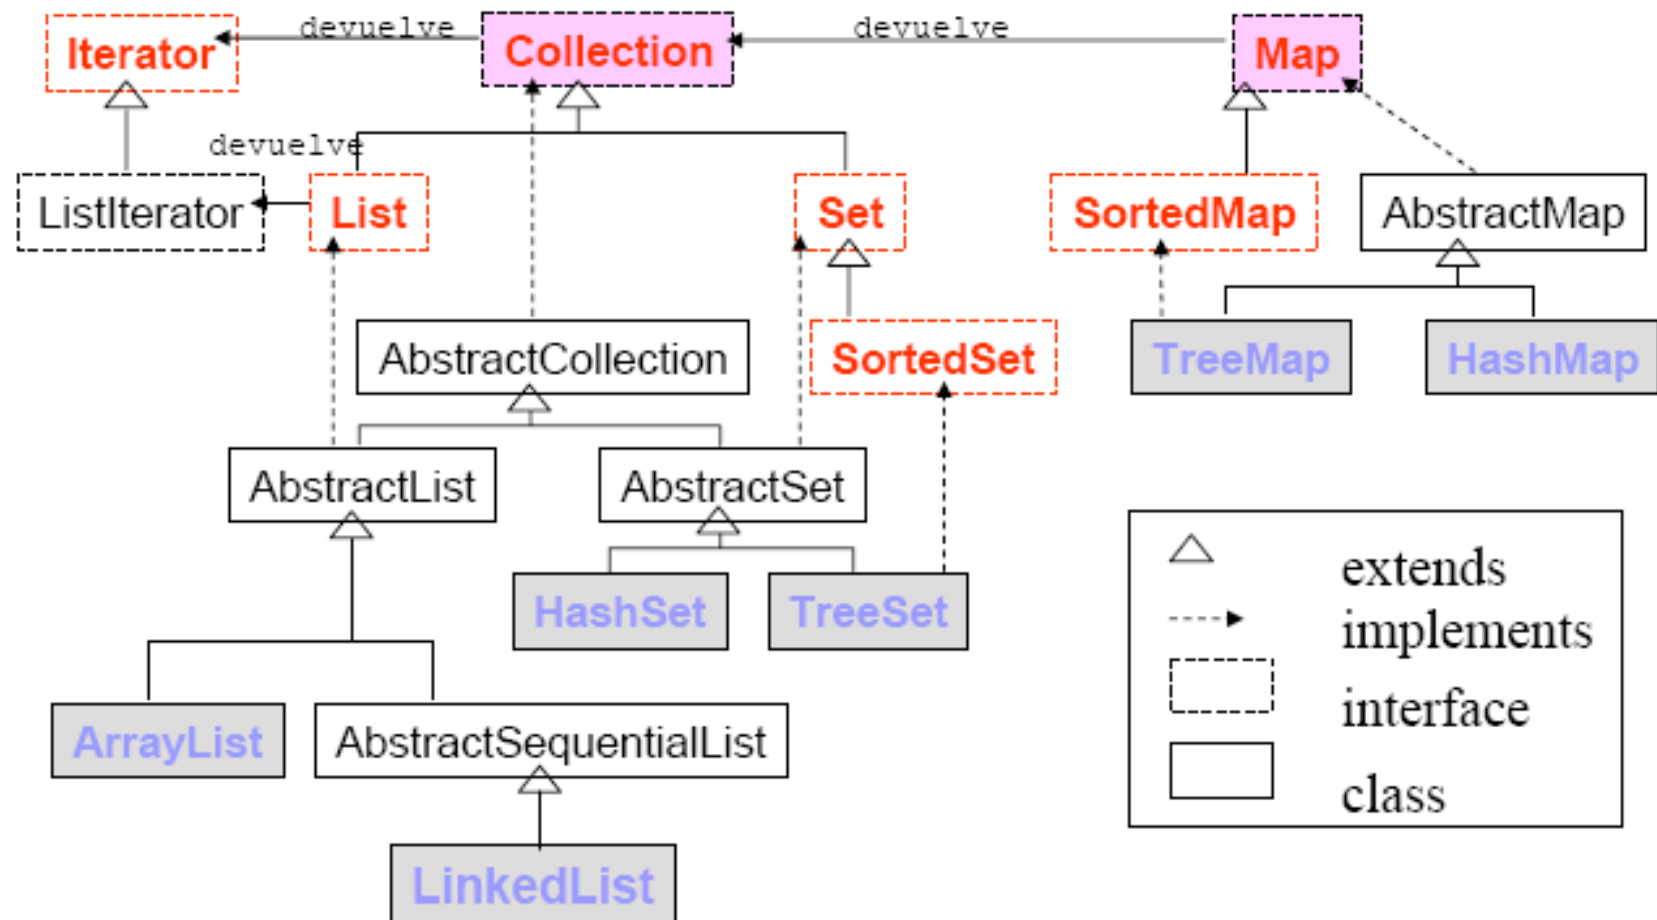 Iterator
devuelve
Collection
devuelve
Map
devuelve
ListIterator
List
Set
SortedMap
AbstractMap
AbstractCollection
SortedSet
TreeMap
HashMap
AbstractList
AbstractSet
HashSet
TreeSet
ArrayList
AbstractSequentialList
LinkedList
extends
implements
interface
class